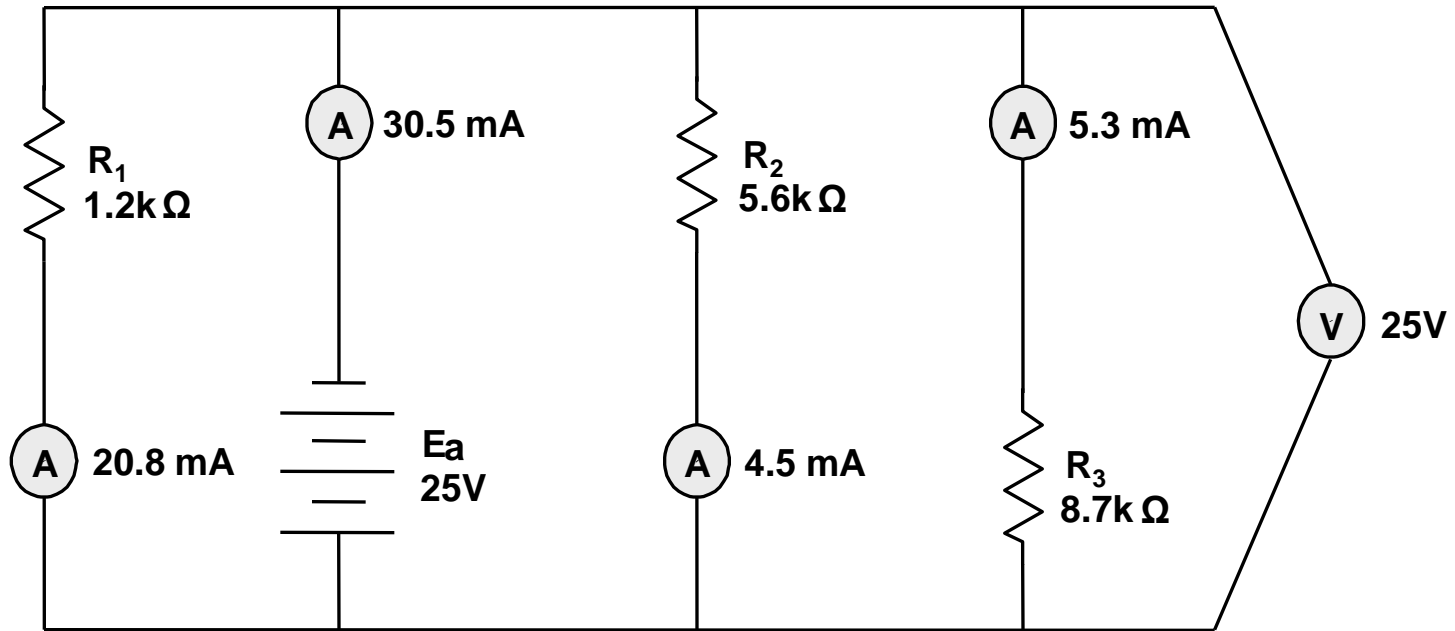 A 30.5 mA
A 5.3 mA
R₁
1.2k Ω
R₂
5.6k Ω
V 25V
A 20.8 mA
Ea
25V
A 4.5 mA
R₃
8.7k Ω